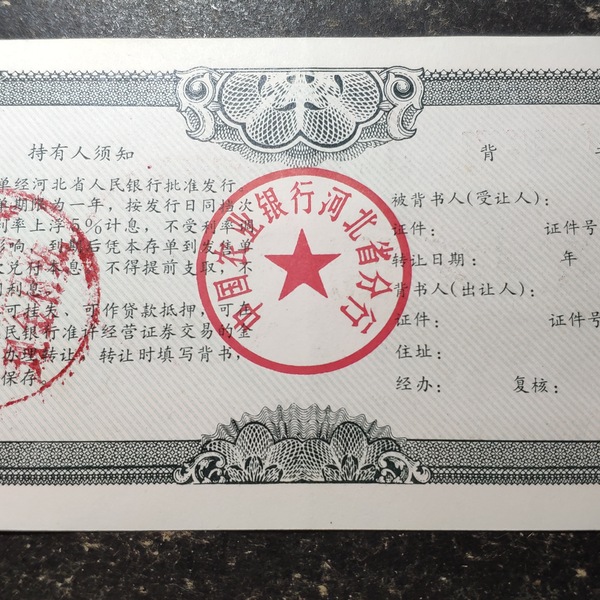 持有人须知
单经河北省人民银行批准发行。
单期限为一年，按发行日同档次
利率上浮5%计息，不受利率调
影响，到期后凭本存单到发售单
兑付本息，不得提前支取，不
利息。
可挂失、可作贷款抵押，可在
民银行准许经营证券交易的金
办理转让，转让时填写背书，
保存。
中国农业银行河北省分行
背
被背书人(受让人)：
证件： 证件号
转让日期： 年
背书人(出让人)：
证件： 证件号
住址：
经办： 复核：